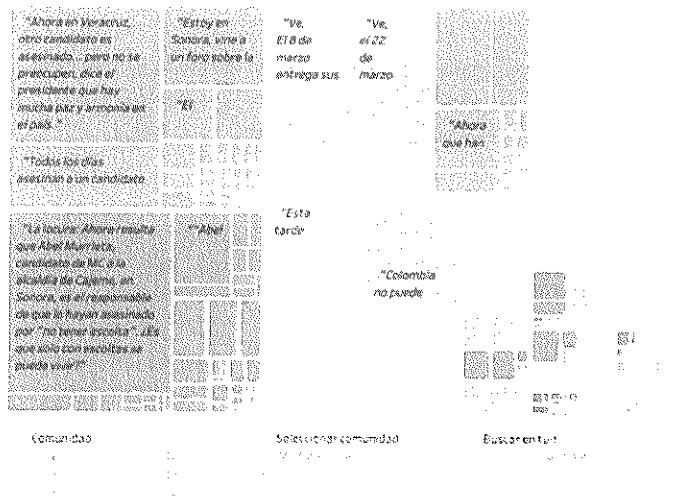 "Ahora en Veracruz,
otro candidato es
asesinado... pero no se
preocupen, dice el
presidente que hay
mucha paz y armonía en
el país."
"Estoy en
Sonora, vine a
un foro sobre la
"Ve,
El 8 de
marzo
entrega sus
"Ve,
el 22
de
marzo
"El
"Ahora
que han
"Todos los días
asesinan a un candidato
"La locura: Ahora resulta
que Abel Murrieta,
candidato de MC a la
alcaldía de Cajeme, en
Sonora, es el responsable
de que lo hayan asesinado
por "no tener escolta". ¿Es
que solo con escoltas se
puede vivir?"
""Abel
"Esta
tarde
"Colombia
no puede
Comunidad
Seleccionar comunidad
Buscar en